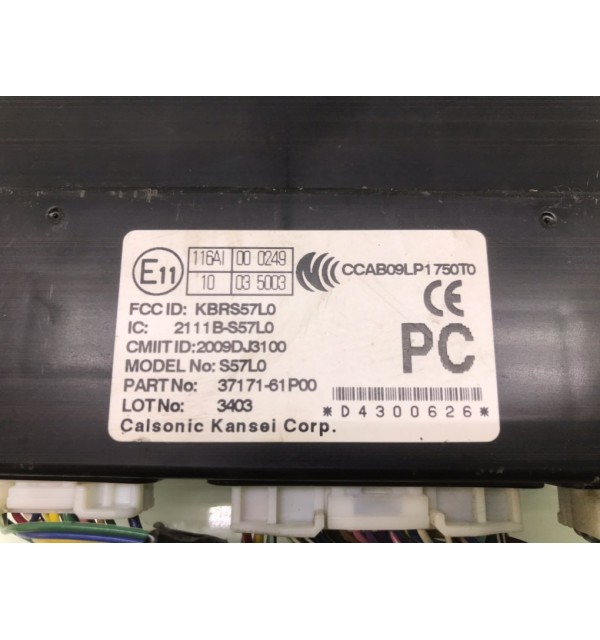 E11 116AI 00 0249 CCAB09LP1750T0
10 03 5003
FCC ID: KBRS57L0
IC: 2111B-S57L0
CMIIT ID:2009DJ3100
MODEL No: S57L0
PART No: 37171-61P00
LOT No: 3403
Calsonic Kansei Corp.
CE
PC
*D4300626*